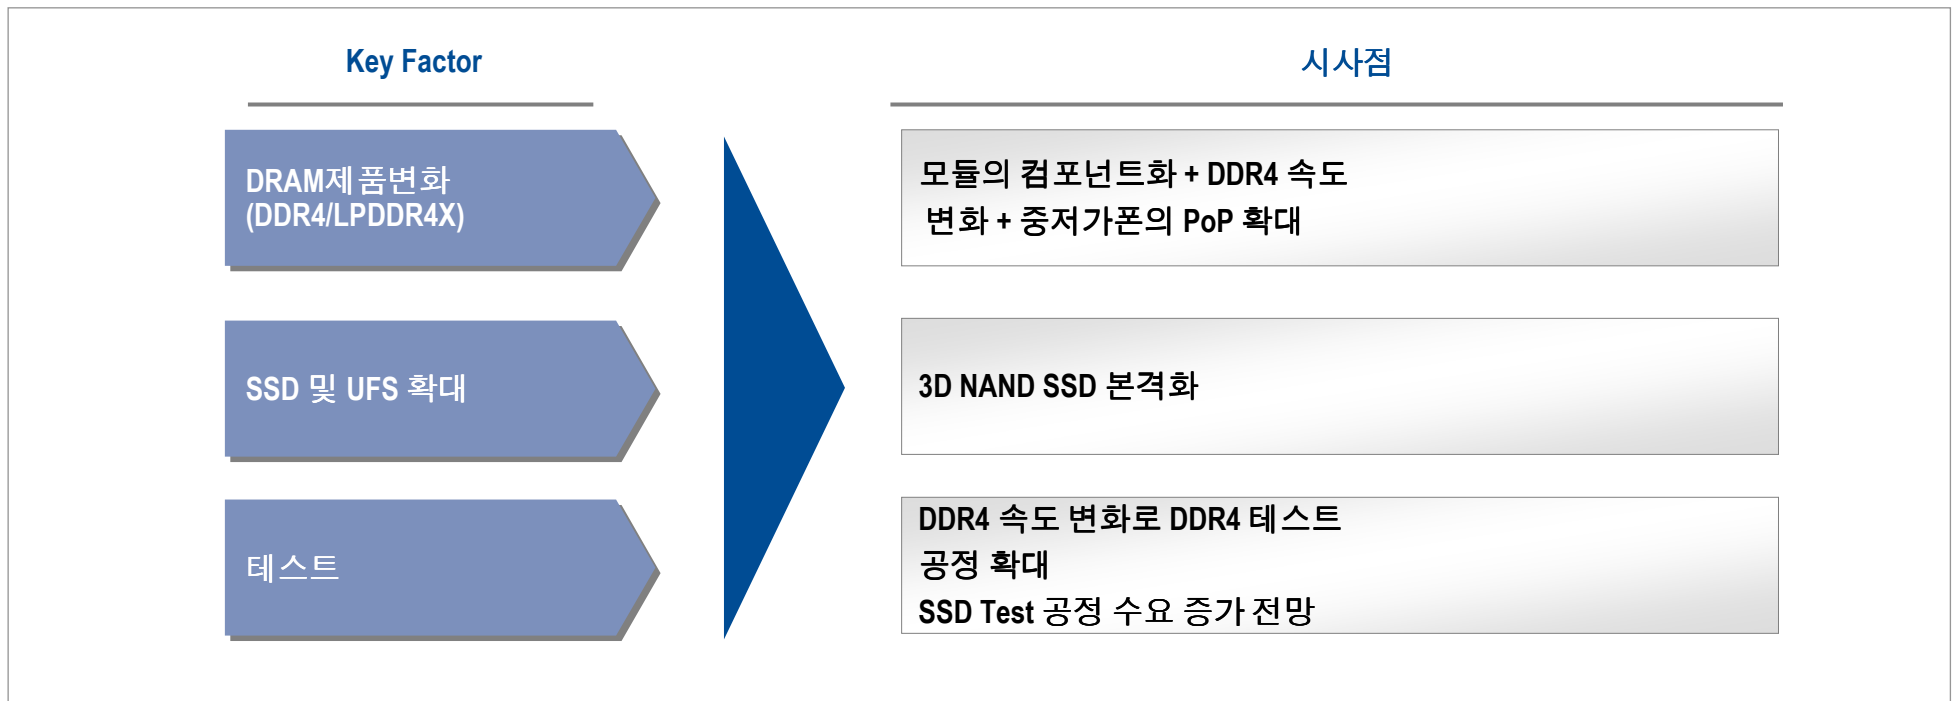 Key Factor
시사점
DRAM제품변화
(DDR4/LPDDR4X)
모듈의 컴포넌트화 + DDR4 속도
변화 + 중저가폰의 PoP 확대
SSD 및 UFS 확대
3D NAND SSD 본격화
테스트
DDR4 속도 변화로 DDR4 테스트
공정 확대
SSD Test 공정 수요 증가 전망